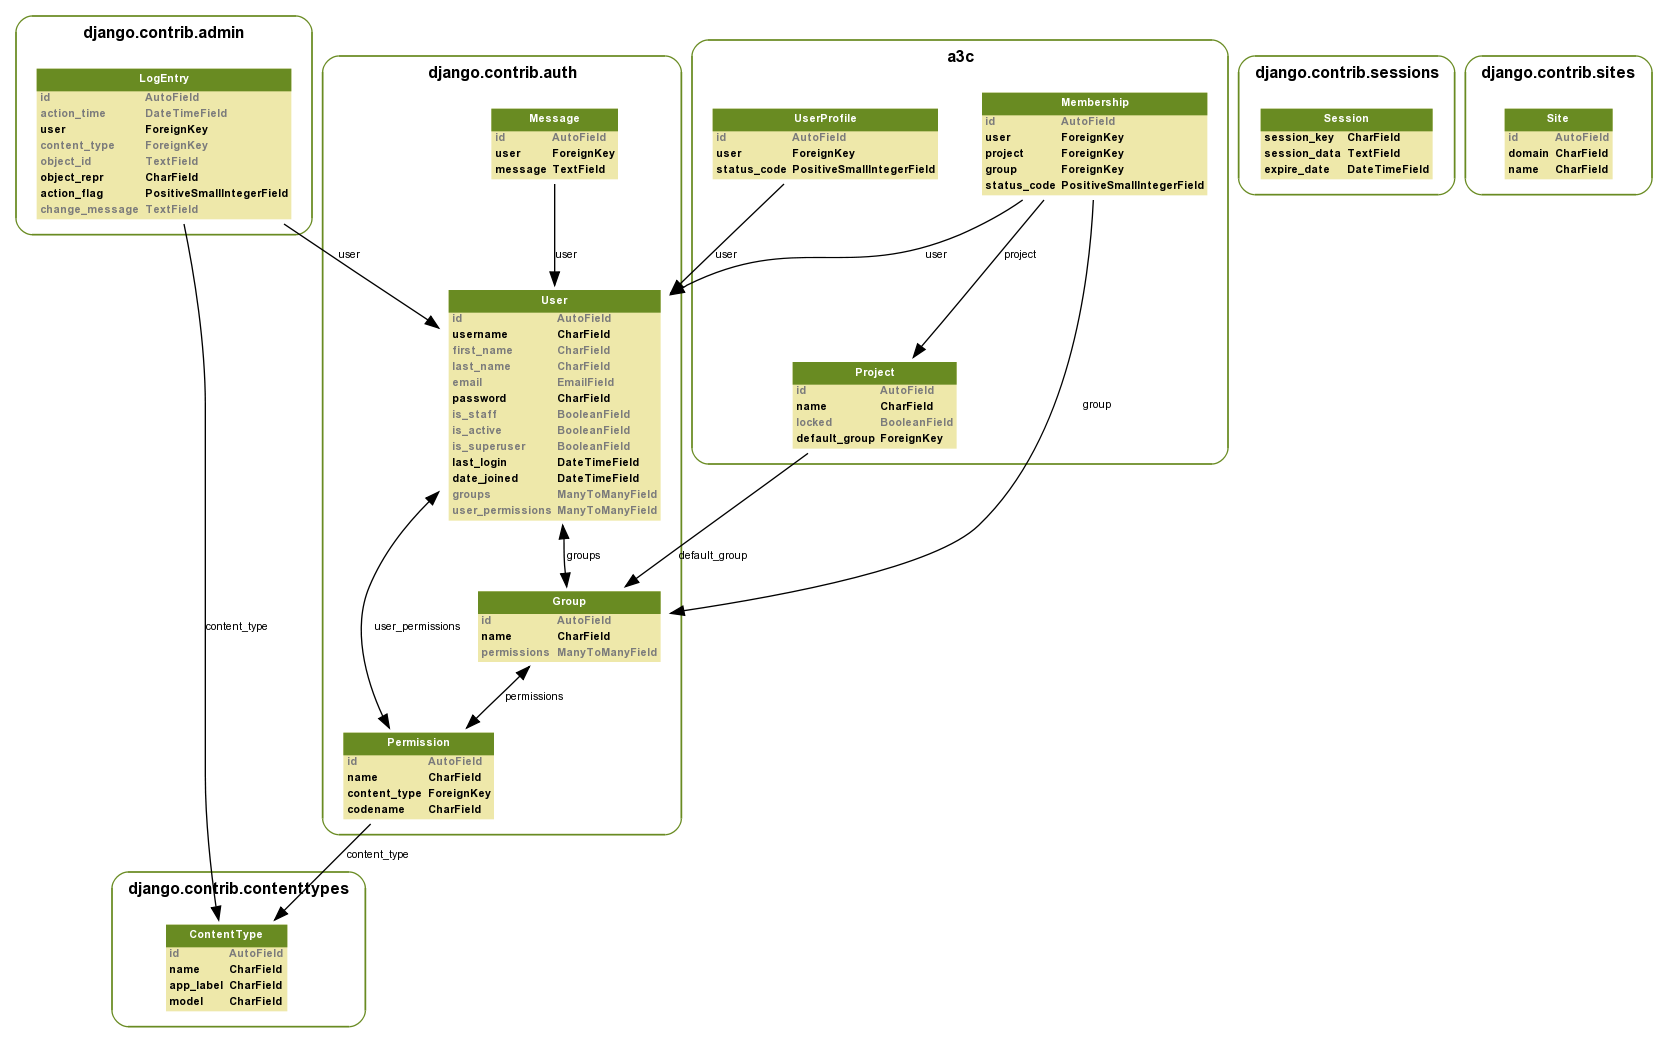 django.contrib.admin
LogEntry
id AutoField
action_time DateTimeField
user ForeignKey
content_type ForeignKey
object_id TextField
object_repr CharField
action_flag PositiveSmallIntegerField
change_message TextField
django.contrib.auth
Message
id AutoField
user ForeignKey
message TextField
a3c
UserProfile
id AutoField
user ForeignKey
status_code PositiveSmallIntegerField
Membership
id AutoField
user ForeignKey
project ForeignKey
group ForeignKey
status_code PositiveSmallIntegerField
django.contrib.sessions
Session
session_key CharField
session_data TextField
expire_date DateTimeField
django.contrib.sites
Site
id AutoField
domain CharField
name CharField
user
user
user
user
project
User
id AutoField
username CharField
first_name CharField
last_name CharField
email EmailField
password CharField
is_staff BooleanField
is_active BooleanField
is_superuser BooleanField
last_login DateTimeField
date_joined DateTimeField
groups ManyToManyField
user_permissions ManyToManyField
Project
id AutoField
name CharField
locked BooleanField
default_group ForeignKey
group
groups
default_group
Group
id AutoField
name CharField
permissions ManyToManyField
content_type
user_permissions
permissions
Permission
id AutoField
name CharField
content_type ForeignKey
codename CharField
content_type
django.contrib.contenttypes
ContentType
id AutoField
name CharField
app_label CharField
model CharField